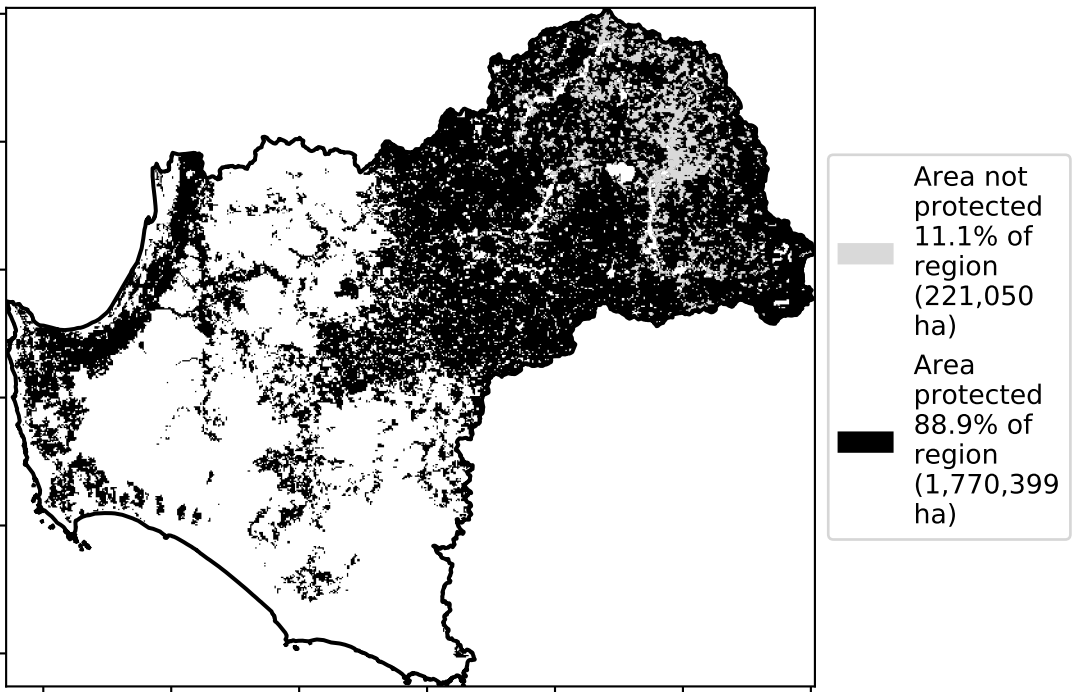 Area not
protected
11.1% of
region
(221,050
ha)
Area
protected
88.9% of
region
(1,770,399
ha)